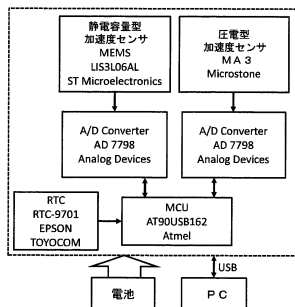 静電容量型
加速度センサ
MEMS
LIS3L06AL
ST Microelectronics
圧電型
加速度センサ
MA3
Microstone
A/D Converter
AD 7798
Analog Devices
A/D Converter
AD 7798
Analog Devices
RTC
RTC-9701
EPSON
TOYOCOM
MCU
AT90USB162
Atmel
USB
電池
PC